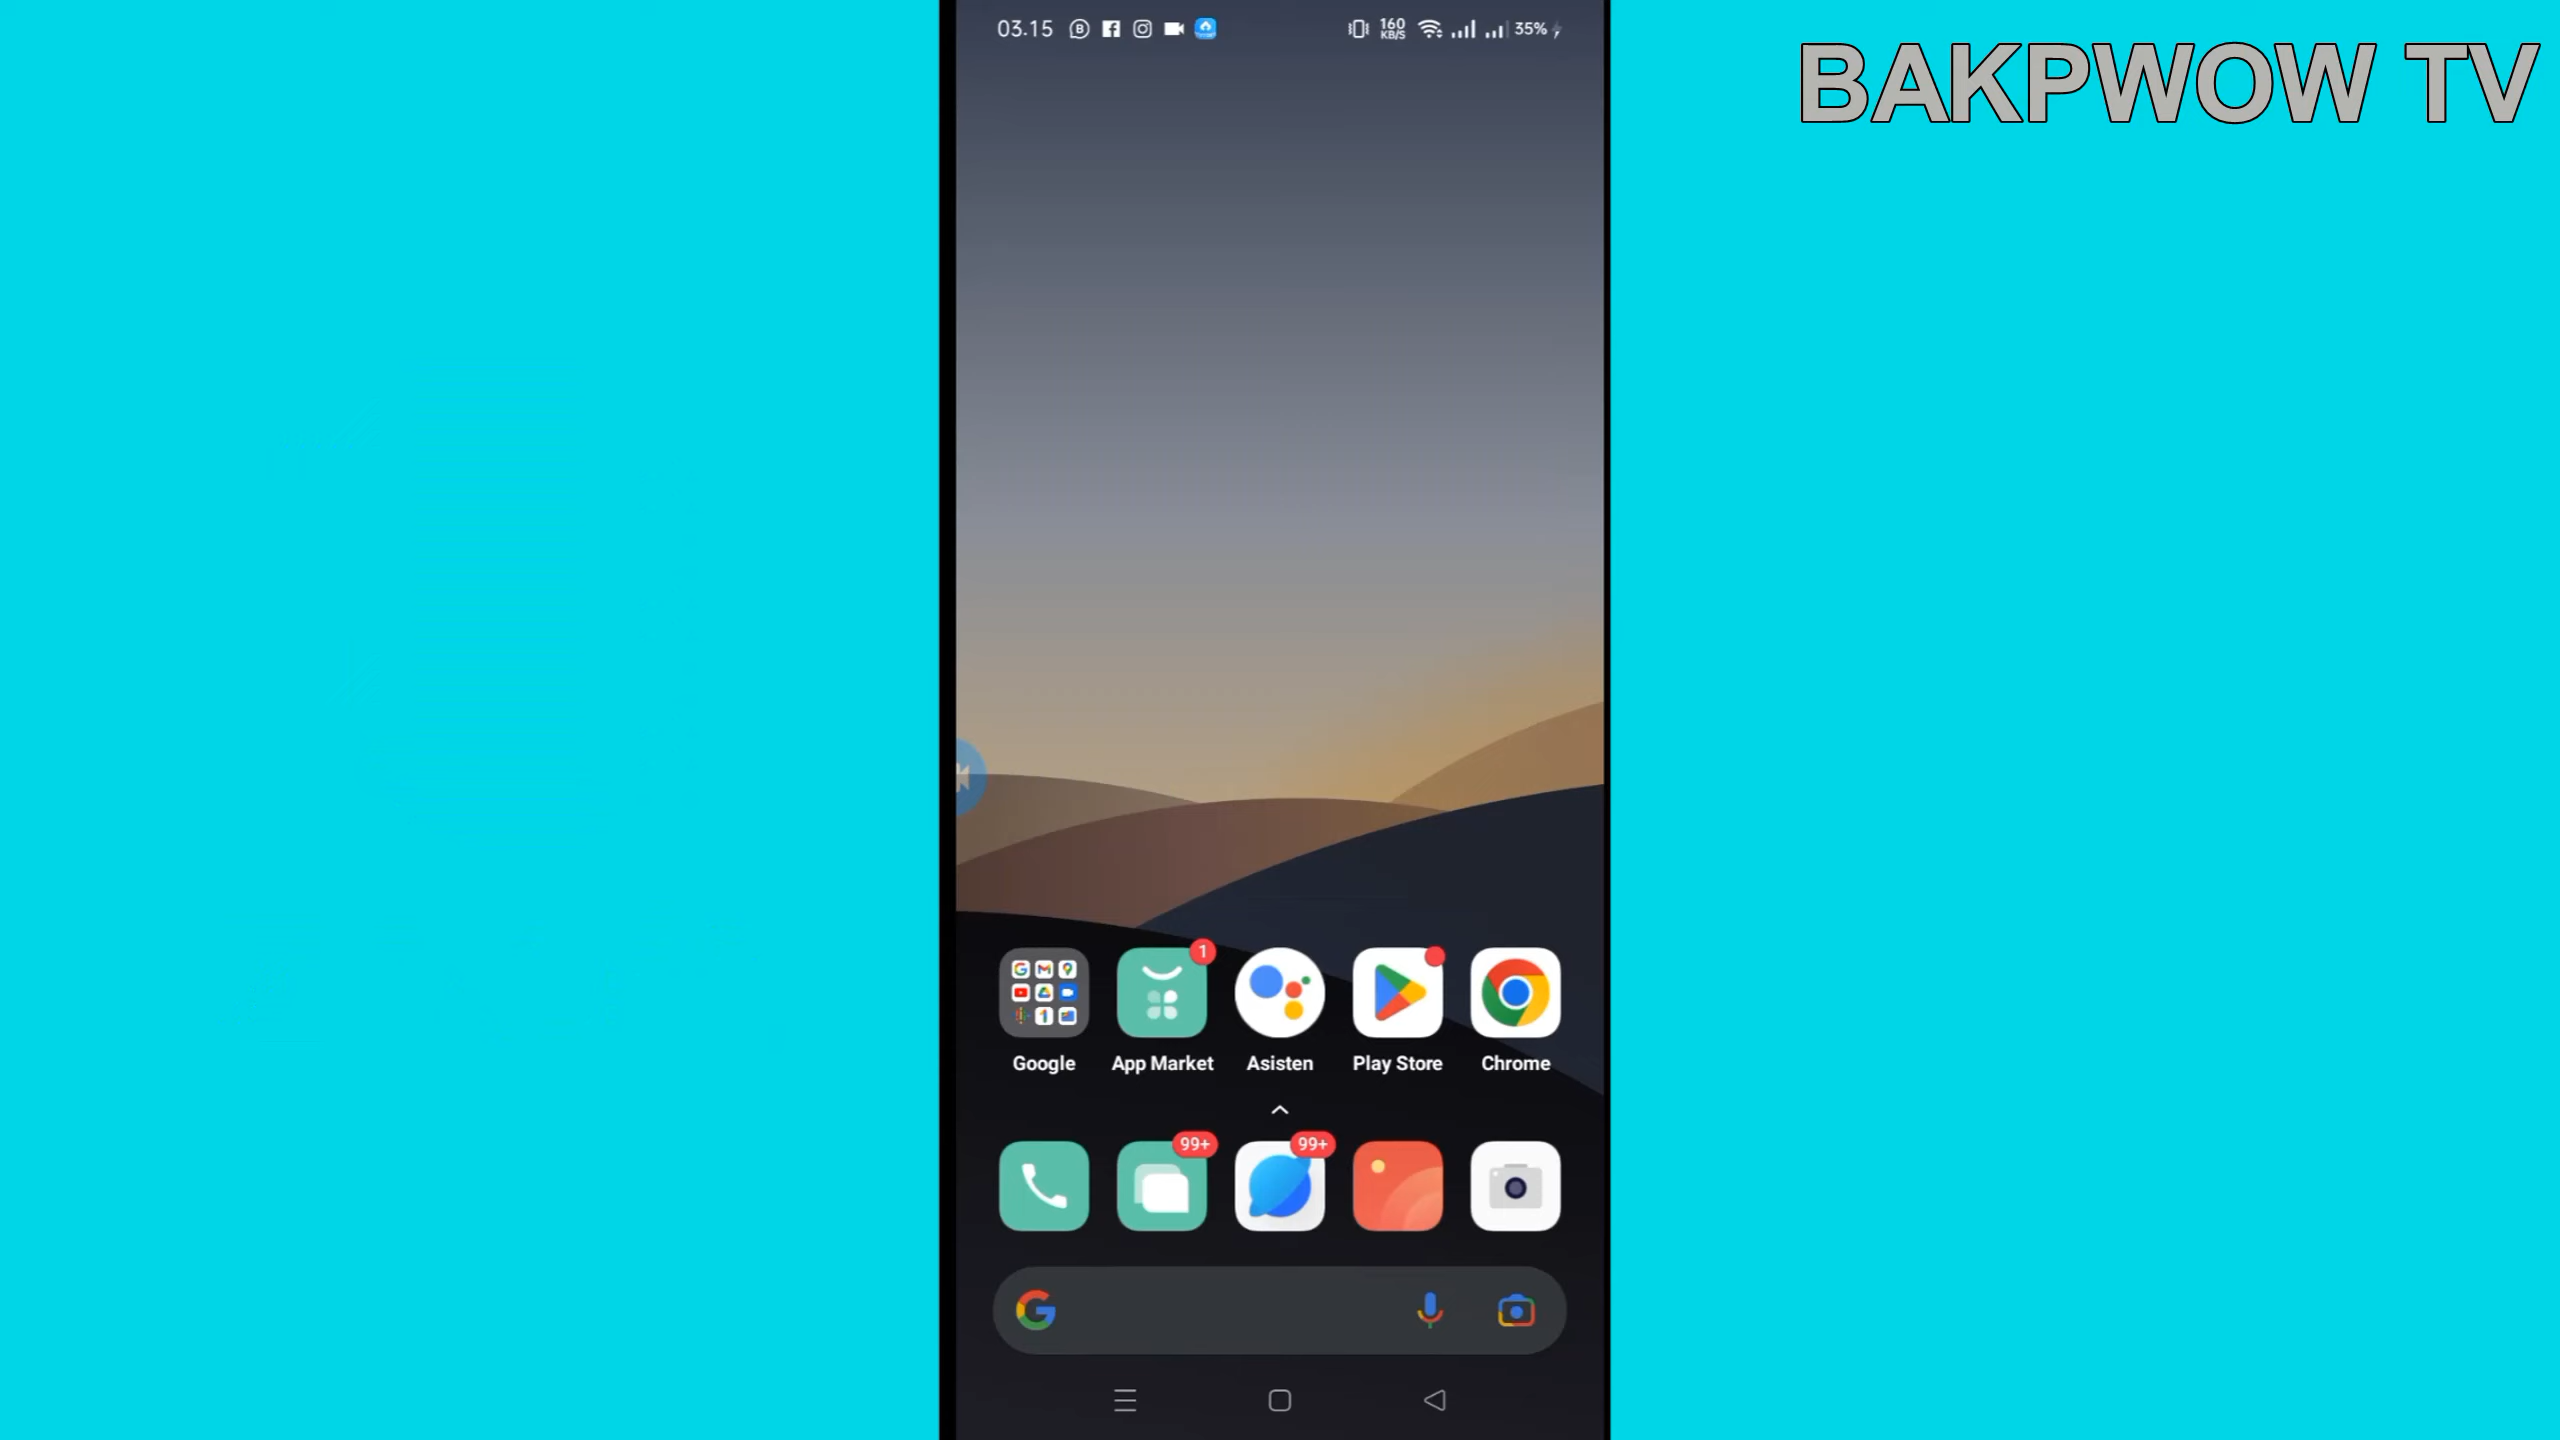 03.15 160 KB/S 35%
BAKPWOW TV
1
Google App Market Asisten Play Store Chrome
99+ 99+